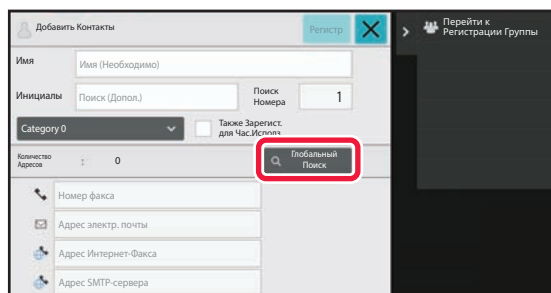 Добавить Контакты
Регистр
Перейти к
Регистрации Группы
Имя
Имя (Необходимо)
Инициалы
Поиск (Допол.)
Поиск
Номера
1
Category 0
Также Зарегист.
для Час.Исполз.
Количество
Адресов
:
0
Глобальный
Поиск
Номер факса
Адрес электр. почты
Адрес Интернет-Факса
Адрес SMTP-сервера